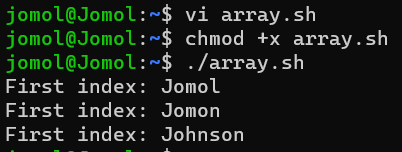 jomol@Jomol:~$ vi array.sh
jomol@Jomol:~$ chmod +x array.sh
jomol@Jomol:~$ ./array.sh
First index: Jomol
First index: Jomon
First index: Johnson